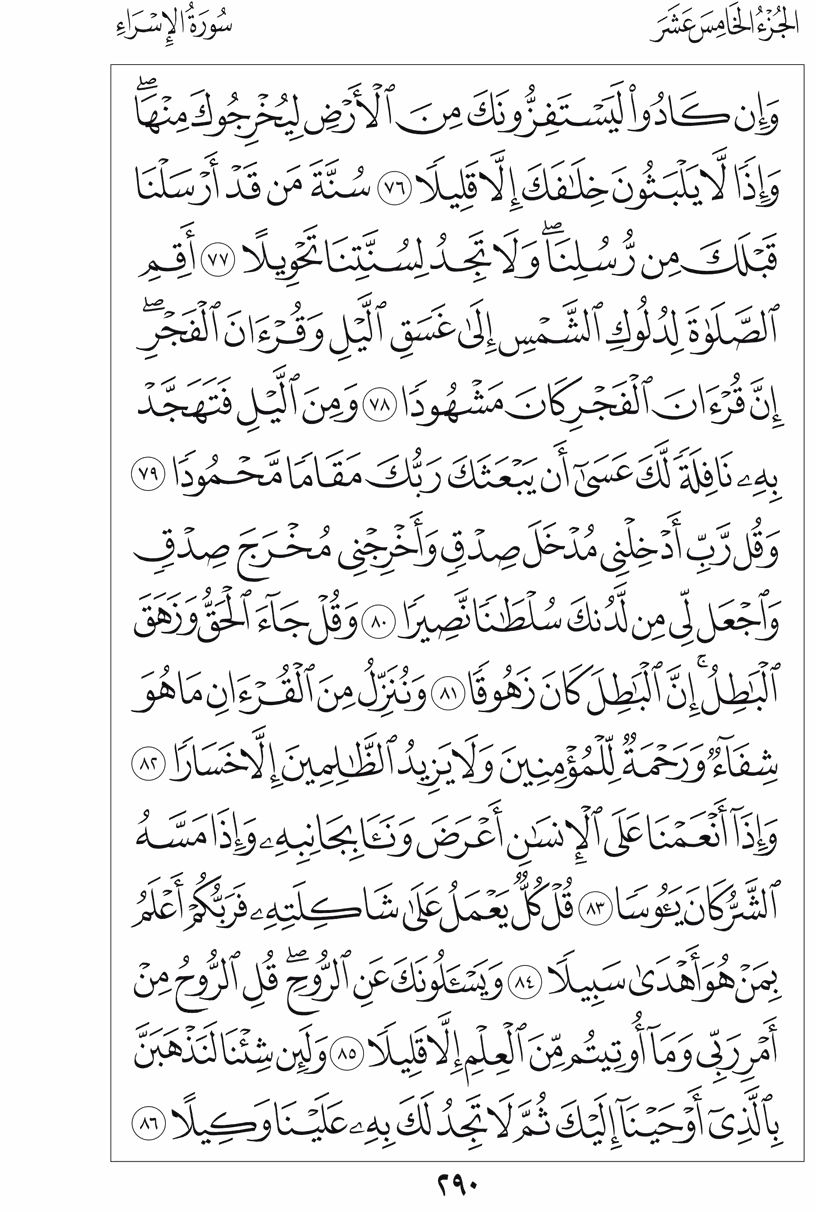 الجُزْءُ الخَامِسَ عَشَرَ
سُورَةُ الإِسْرَاءِ
وَإِن كَادُواْ لَيَسْتَفِزُّونَكَ مِنَ ٱلْأَرْضِ لِيُخْرِجُوكَ مِنْهَاۖ
وَإِذًا لَّا يَلْبَثُونَ خِلَٰفَكَ إِلَّا قَلِيلًا ٧٦ سُنَّةَ مَن قَدْ أَرْسَلْنَا
قَبْلَكَ مِن رُّسُلِنَاۖ وَلَا تَجِدُ لِسُنَّتِنَا تَحْوِيلًا ٧٧ أَقِمِ
ٱلصَّلَوٰةَ لِدُلُوكِ ٱلشَّمْسِ إِلَىٰ غَسَقِ ٱلَّيْلِ وَقُرْءَانَ ٱلْفَجْرِۖ
إِنَّ قُرْءَانَ ٱلْفَجْرِ كَانَ مَشْهُودًا ٧٨ وَمِنَ ٱلَّيْلِ فَتَهَجَّدْ
بِهِۦ نَافِلَةً لَّكَ عَسَىٰٓ أَن يَبْعَثَكَ رَبُّكَ مَقَامًا مَّحْمُودًا ٧٩
وَقُل رَّبِّ أَدْخِلْنِى مُدْخَلَ صِدْقٍ وَأَخْرِجْنِى مُخْرَجَ صِدْقٍ
وَٱجْعَل لِّى مِن لَّدُنكَ سُلْطَٰنًا نَّصِيرًا ٨٠ وَقُلْ جَآءَ ٱلْحَقُّ وَزَهَقَ
ٱلْبَٰطِلُۚ إِنَّ ٱلْبَٰطِلَ كَانَ زَهُوقًا ٨١ وَنُنَزِّلُ مِنَ ٱلْقُرْءَانِ مَا هُوَ
شِفَآءٌ وَرَحْمَةٌ لِّلْمُؤْمِنِينَ وَلَا يَزِيدُ ٱلظَّٰلِمِينَ إِلَّا خَسَارًا ٨٢
وَإِذَآ أَنْعَمْنَا عَلَى ٱلْإِنسَٰنِ أَعْرَضَ وَنَـَٔا بِجَانِبِهِۦ وَإِذَا مَسَّهُ
ٱلشَّرُّ كَانَ يَـُٔوسًا ٨٣ قُلْ كُلٌّ يَعْمَلُ عَلَىٰ شَاكِلَتِهِۦ فَرَبُّكُمْ أَعْلَمُ
بِمَنْ هُوَ أَهْدَىٰ سَبِيلًا ٨٤ وَيَسْـَٔلُونَكَ عَنِ ٱلرُّوحِۖ قُلِ ٱلرُّوحُ مِنْ
أَمْرِ رَبِّى وَمَآ أُوتِيتُم مِّنَ ٱلْعِلْمِ إِلَّا قَلِيلًا ٨٥ وَلَئِن شِئْنَا لَنَذْهَبَنَّ
بِٱلَّذِىٓ أَوْحَيْنَآ إِلَيْكَ ثُمَّ لَا تَجِدُ لَكَ بِهِۦ عَلَيْنَا وَكِيلًا ٨٦
٢٩٠